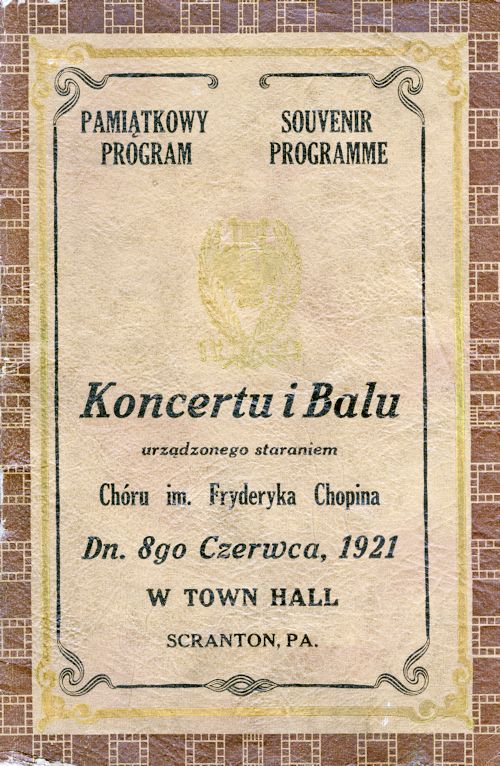 PAMIĄTKOWY
PROGRAM
SOUVENIR
PROGRAMME
Koncertu i Balu
urządzonego staraniem
Chóru im. Fryderyka Chopina
Dn. 8go Czerwca, 1921
W TOWN HALL
SCRANTON, PA.